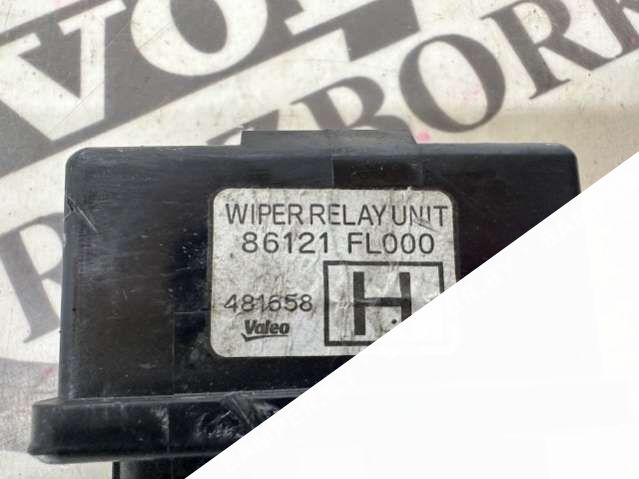 WIPER RELAY UNIT
86121 FL000
481658 H
Valeo